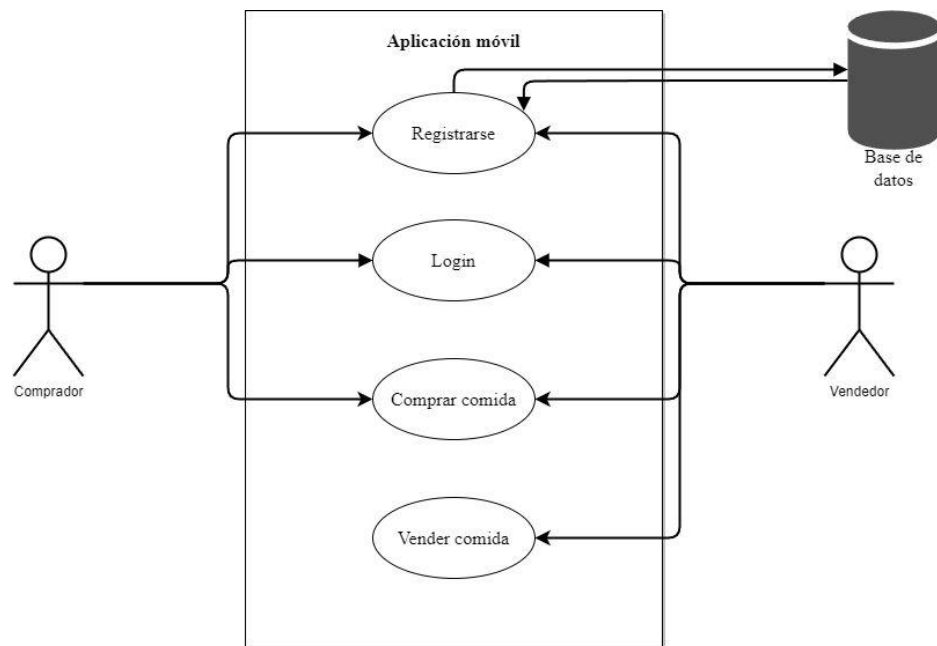 Aplicación móvil
Registrarse
Base de
datos
Login
Comprador
Vendedor
Comprar comida
Vender comida